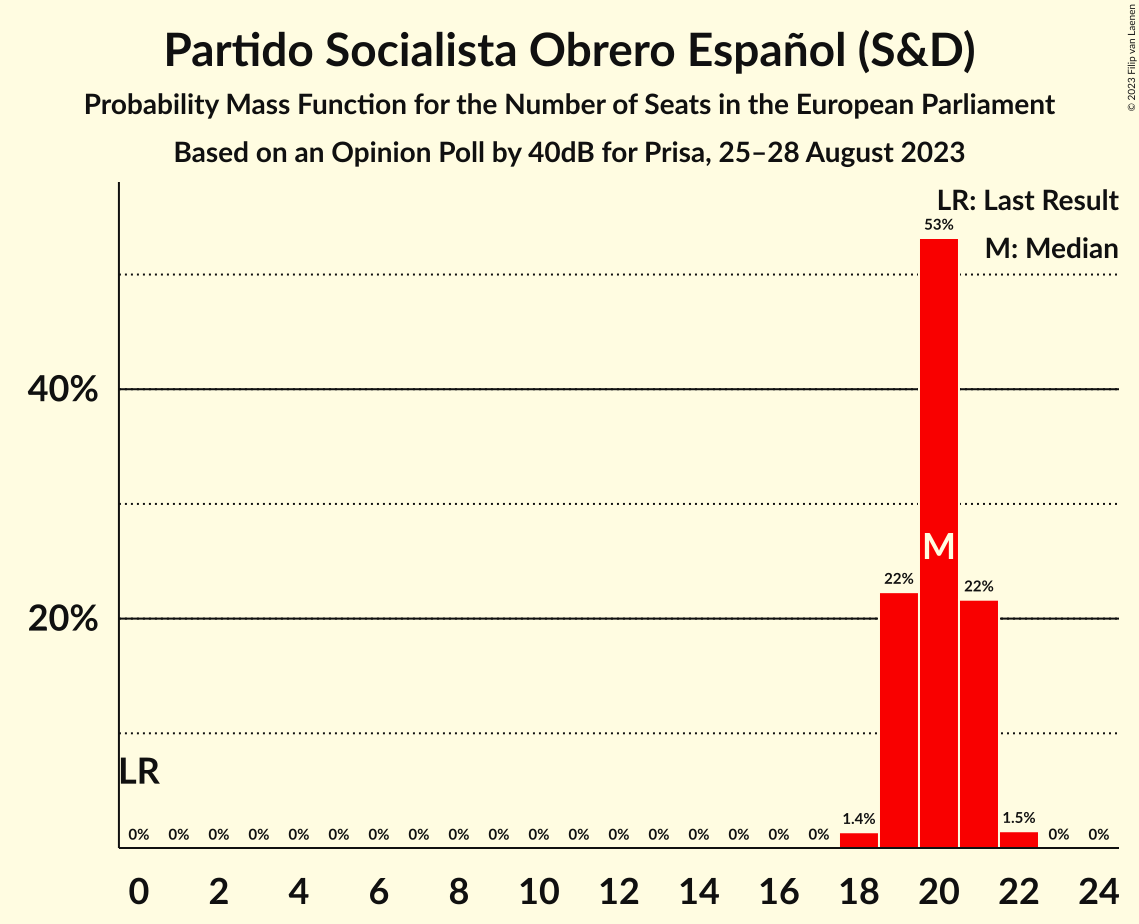 Partido Socialista Obrero Español (S&D)
Probability Mass Function for the Number of Seats in the European Parliament
Based on an Opinion Poll by 40dB for Prisa, 25–28 August 2023
© 2023 Filip van Laenen
LR: Last Result
M: Median
53%
40%
M
22%
22%
20%
LR
1.4%
1.5%
0% 0% 0% 0% 0% 0% 0% 0% 0% 0% 0% 0% 0% 0% 0% 0% 0% 0% 0% 0%
0 2 4 6 8 10 12 14 16 18 20 22 24